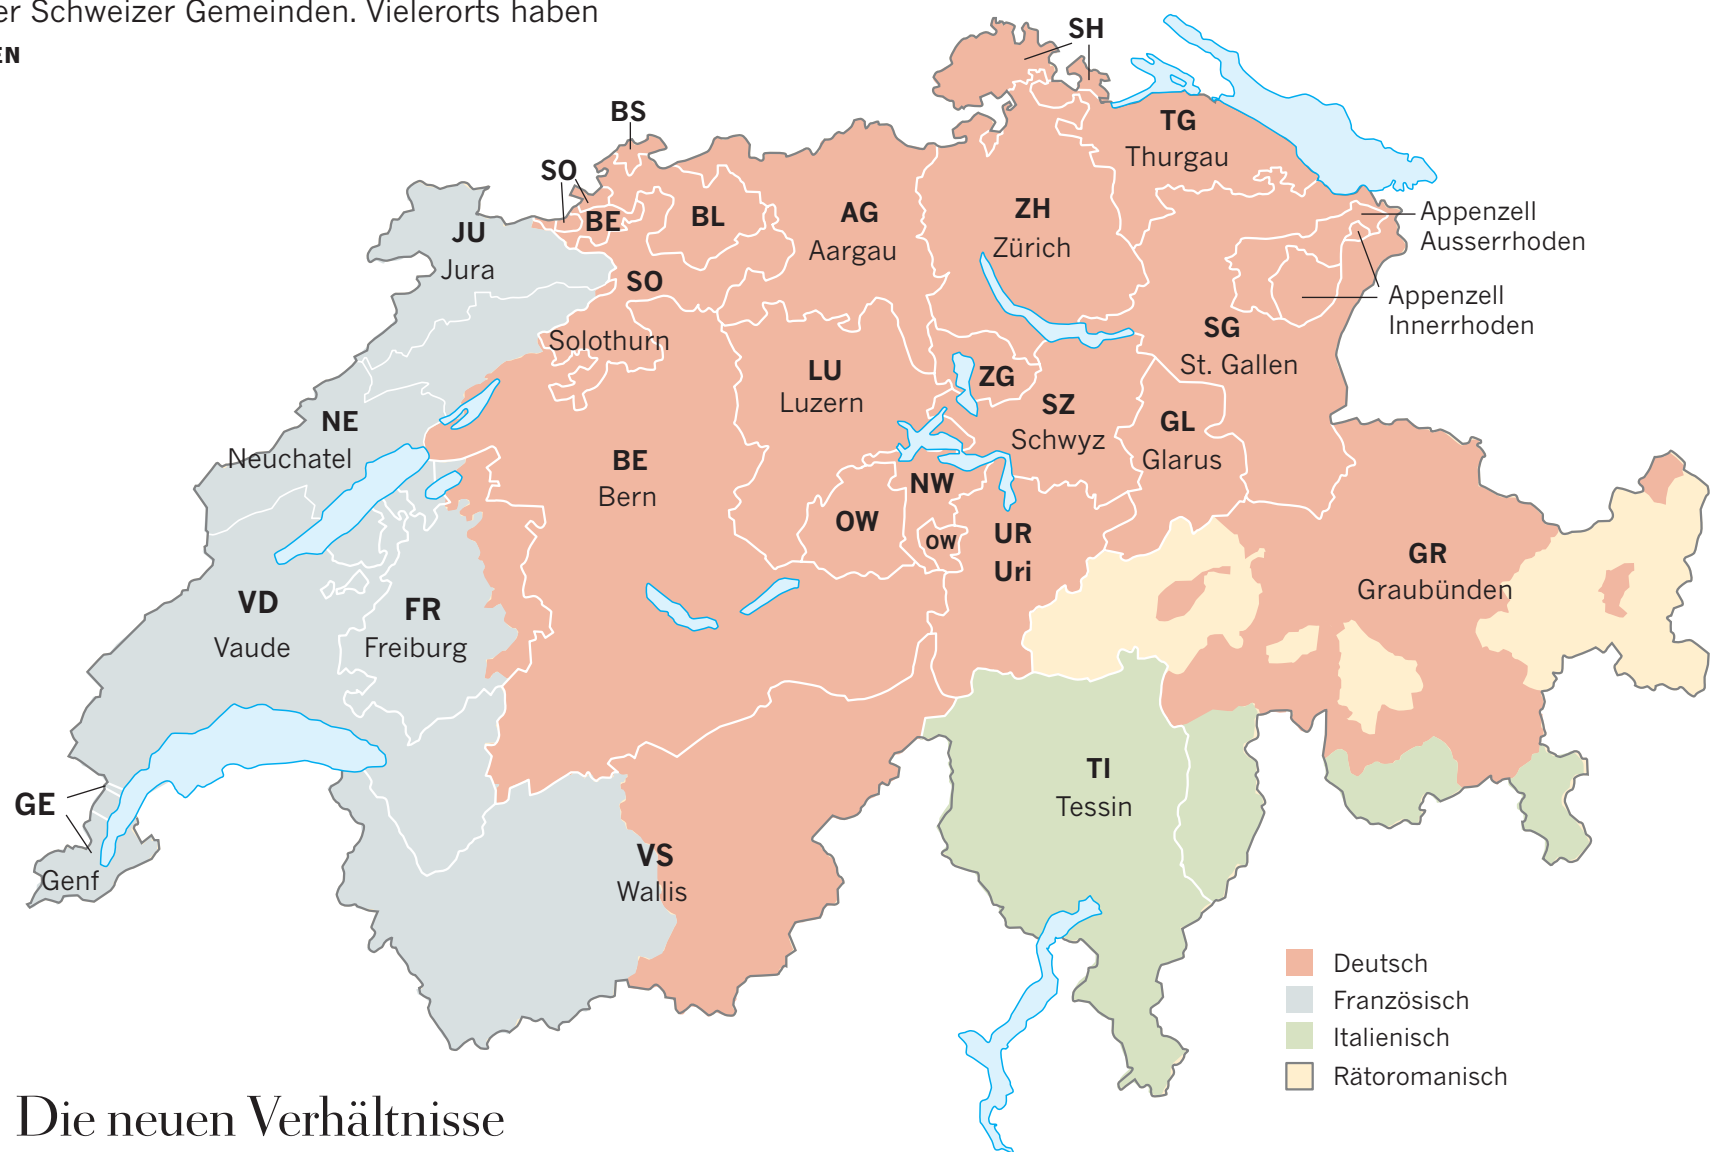 er Schweizer Gemeinden. Vielerorts haben
EN
SH
BS
TG
Thurgau
SO
BE
BL
AG
Aargau
ZH
Zürich
Appenzell
Ausserrhoden
JU
Jura
SO
Solothurn
Appenzell
Innerrhoden
SG
St. Gallen
LU
Luzern
ZG
SZ
Schwyz
GL
Glarus
NE
Neuchatel
BE
Bern
NW
OW
OW
UR
Uri
GR
Graubünden
VD
Vaude
FR
Freiburg
TI
Tessin
GE
Genf
VS
Wallis
Deutsch
Französisch
Italienisch
Rätoromanisch
Die neuen Verhältnisse